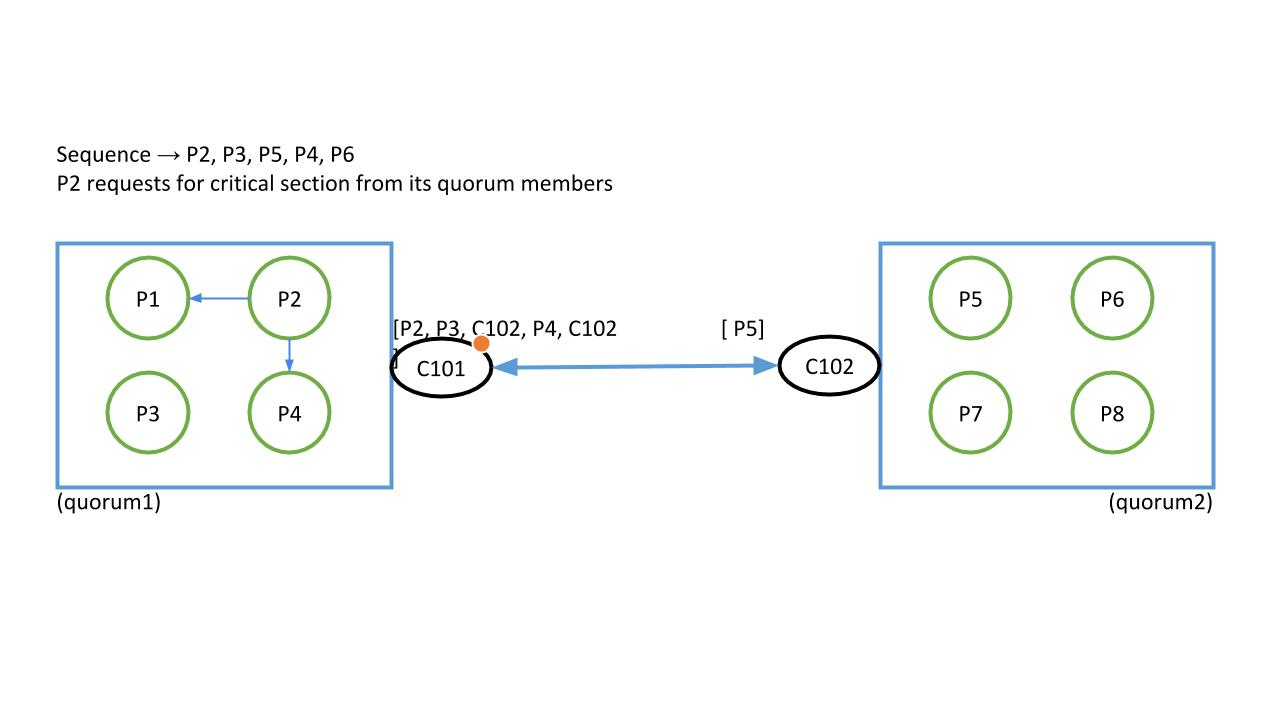 Sequence → P2, P3, P5, P4, P6
P2 requests for critical section from its quorum members
P1
P2
P5
P6
[P2, P3, C102, P4, C102
]
[ P5]
C101
C102
P3
P4
P7
P8
(quorum1)
(quorum2)